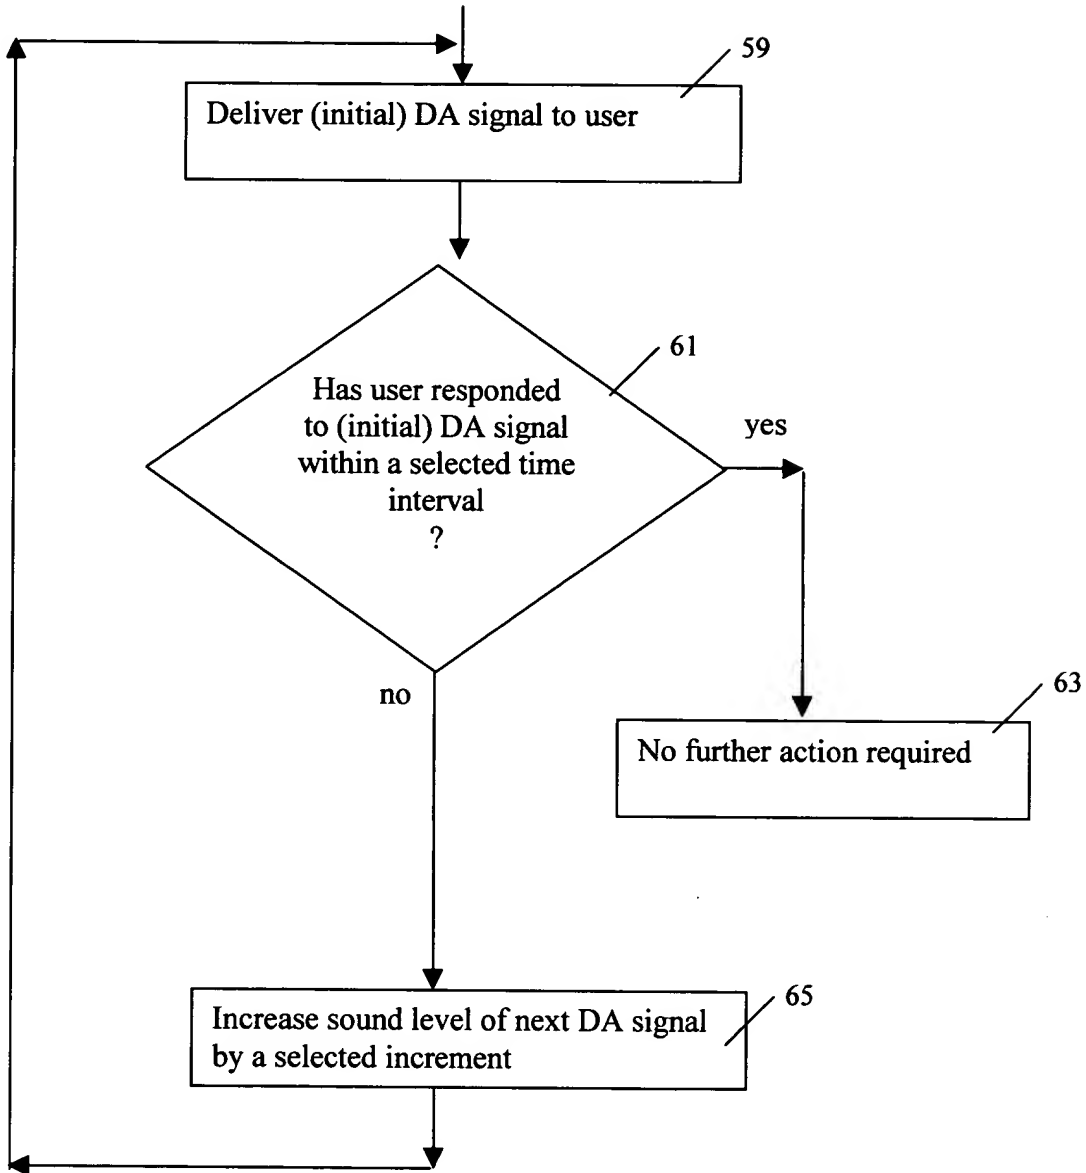 59
Deliver (initial) DA signal to user
61
Has user responded
to (initial) DA signal
within a selected time
interval
?
yes
no
63
No further action required
65
Increase sound level of next DA signal
by a selected increment